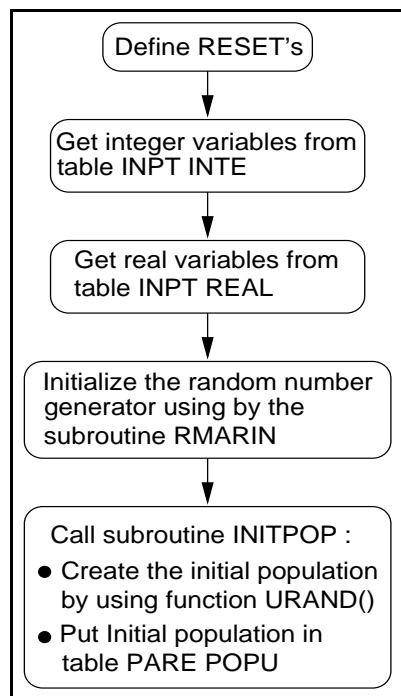 Define RESET's
Get integer variables from
table INPT INTE
Get real variables from
table INPT REAL
Initialize the random number
generator using by the
subroutine RMARIN
Call subroutine INITPOP :
● Create the initial population
by using function URAND()
● Put Initial population in
table PARE POPU